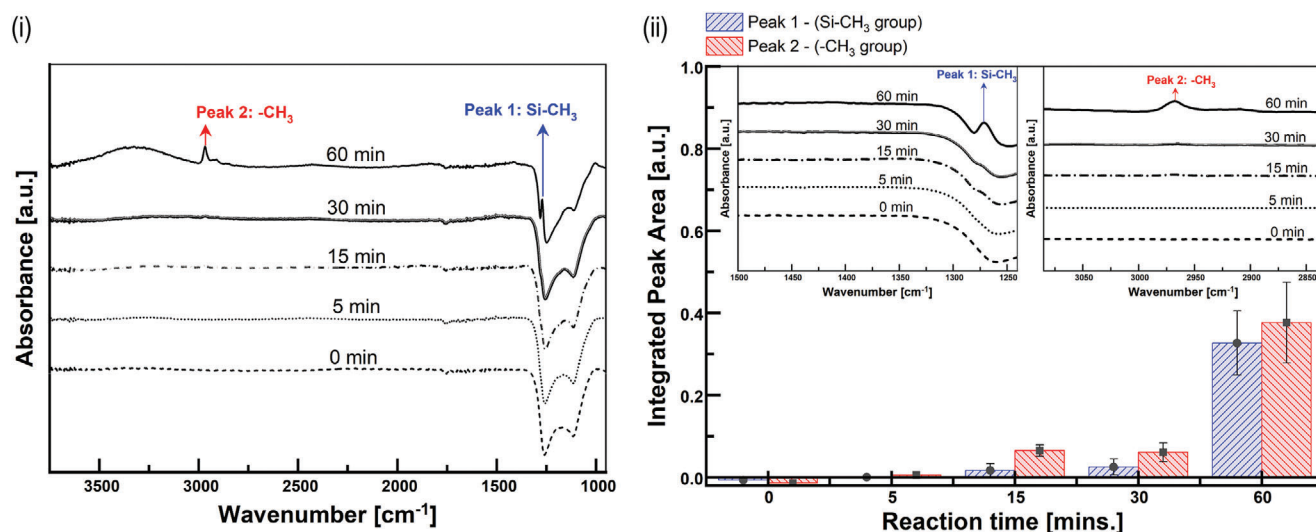 (i)
Peak 2: -CH₃
Peak 1: Si-CH₃
60 min
30 min
15 min
5 min
0 min
Absorbance [a.u.]
3500 3000 2500 2000 1500 1000
Wavenumber [cm⁻¹]
(ii)
Peak 1 - (Si-CH₃ group)
Peak 2 - (-CH₃ group)
Integrated Peak Area [a.u.]
1.0
0.8
0.6
0.4
0.2
0.0
Peak 1: Si-CH₃
60 min
30 min
15 min
5 min
0 min
Absorbance [a.u.]
1500 1450 1400 1350 1300 1250
Wavenumber [cm⁻¹]
Peak 2: -CH₃
60 min
30 min
15 min
5 min
0 min
Absorbance [a.u.]
3050 3000 2950 2900 2850
Wavenumber [cm⁻¹]
0 5 15 30 60
Reaction time [mins.]